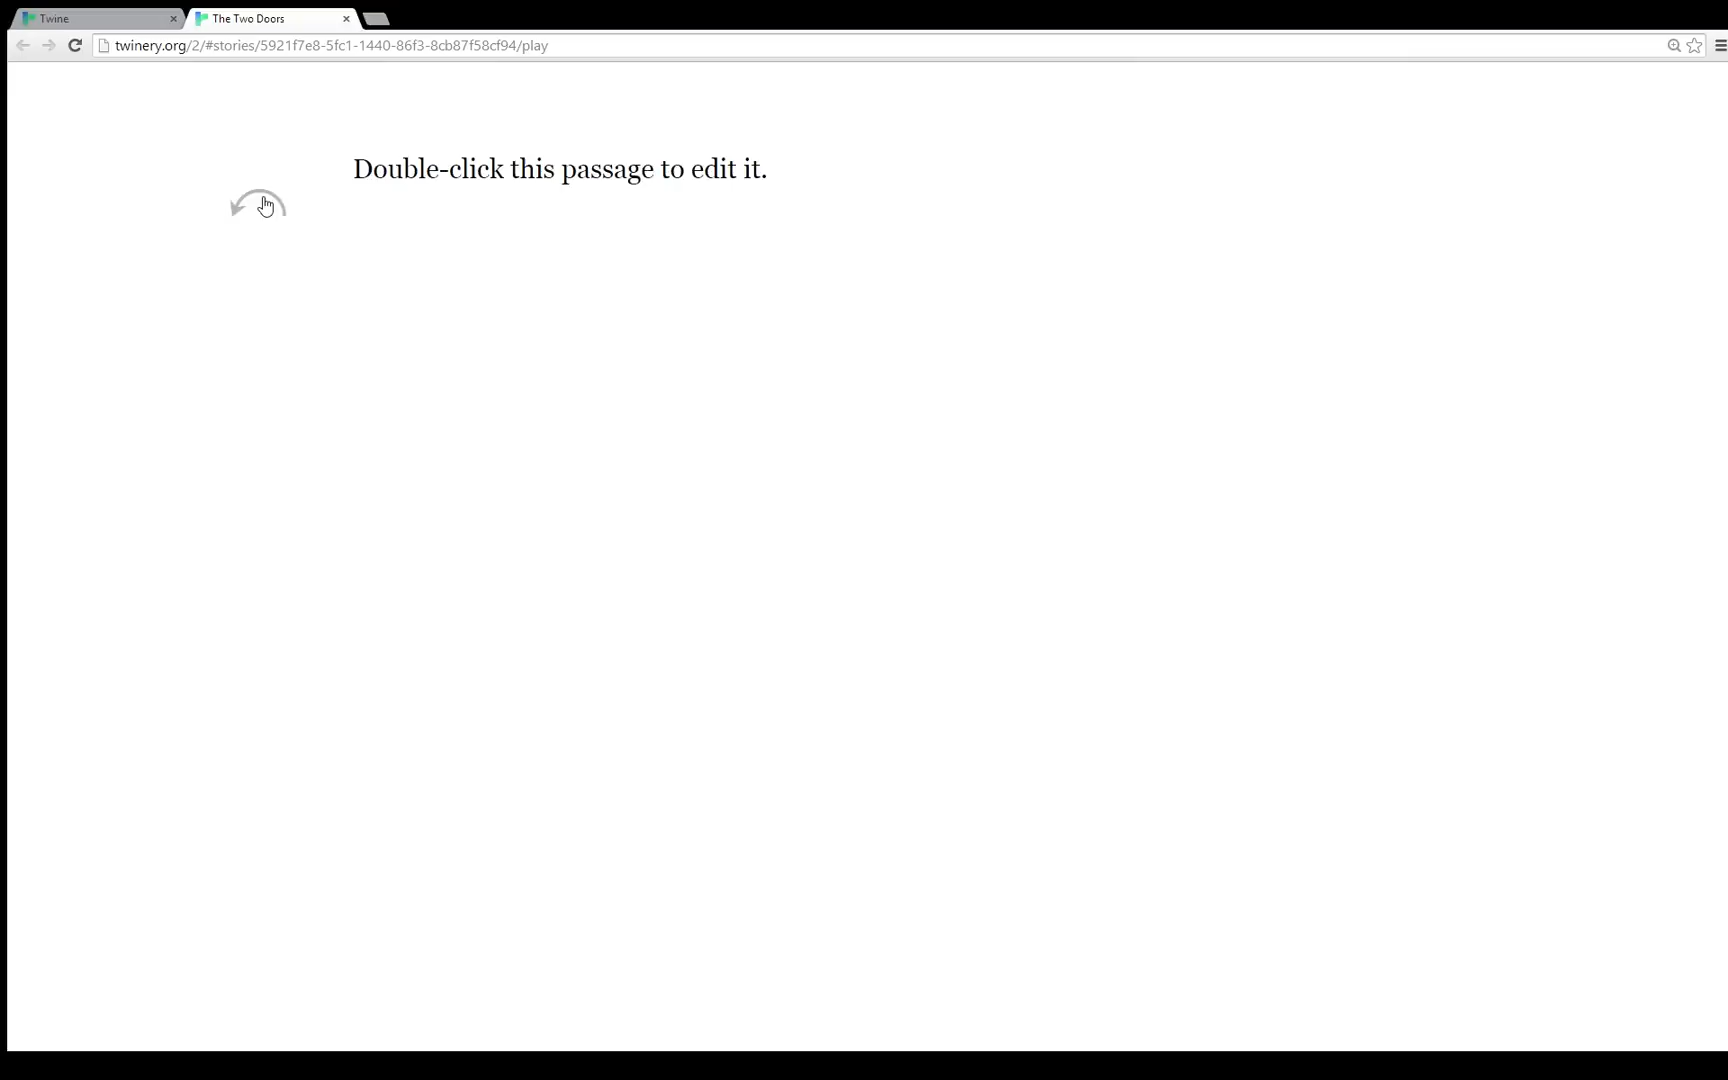 Twine
The Two Doors
twinery.org/2/#stories/5921f7e8-5fc1-1440-86f3-8cb87f58cf94/play
Double-click this passage to edit it.